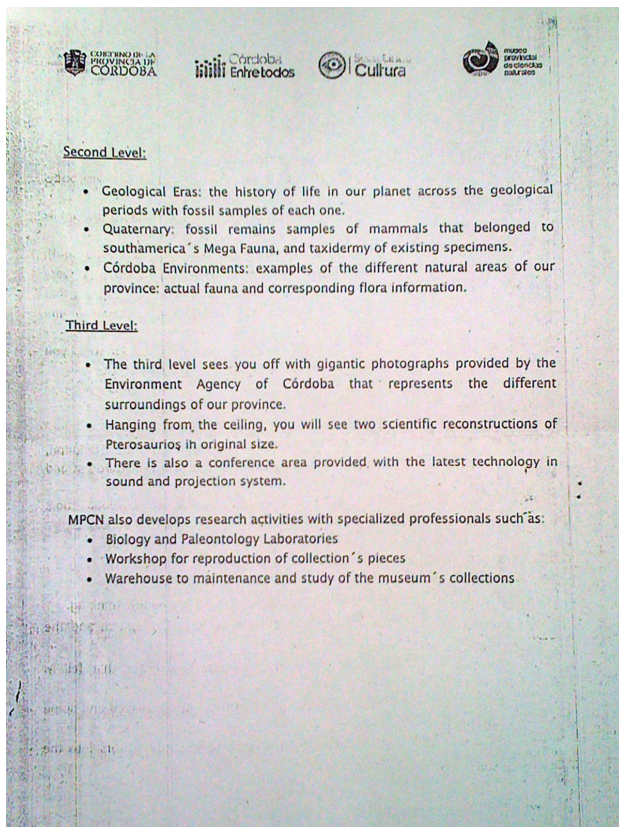 GOBIERNO DE LA
PROVINCIA DE
CÓRDOBA
Córdoba
Entre todos
Cultura
museo
provincial
de ciencias
naturales
Second Level:
• Geological Eras: the history of life in our planet across the geological
periods with fossil samples of each one.
• Quaternary: fossil remains samples of mammals that belonged to
southamerica´s Mega Fauna, and taxidermy of existing specimens.
• Córdoba Environments: examples of the different natural areas of our
province: actual fauna and corresponding flora information.
Third Level:
• The third level sees you off with gigantic photographs provided by the
Environment Agency of Córdoba that represents the different
surroundings of our province.
• Hanging from the ceiling, you will see two scientific reconstructions of
Pterosaurios in original size.
• There is also a conference area provided with the latest technology in
sound and projection system.
MPCN also develops research activities with specialized professionals such as:
• Biology and Paleontology Laboratories
• Workshop for reproduction of collection´s pieces
• Warehouse to maintenance and study of the museum´s collections